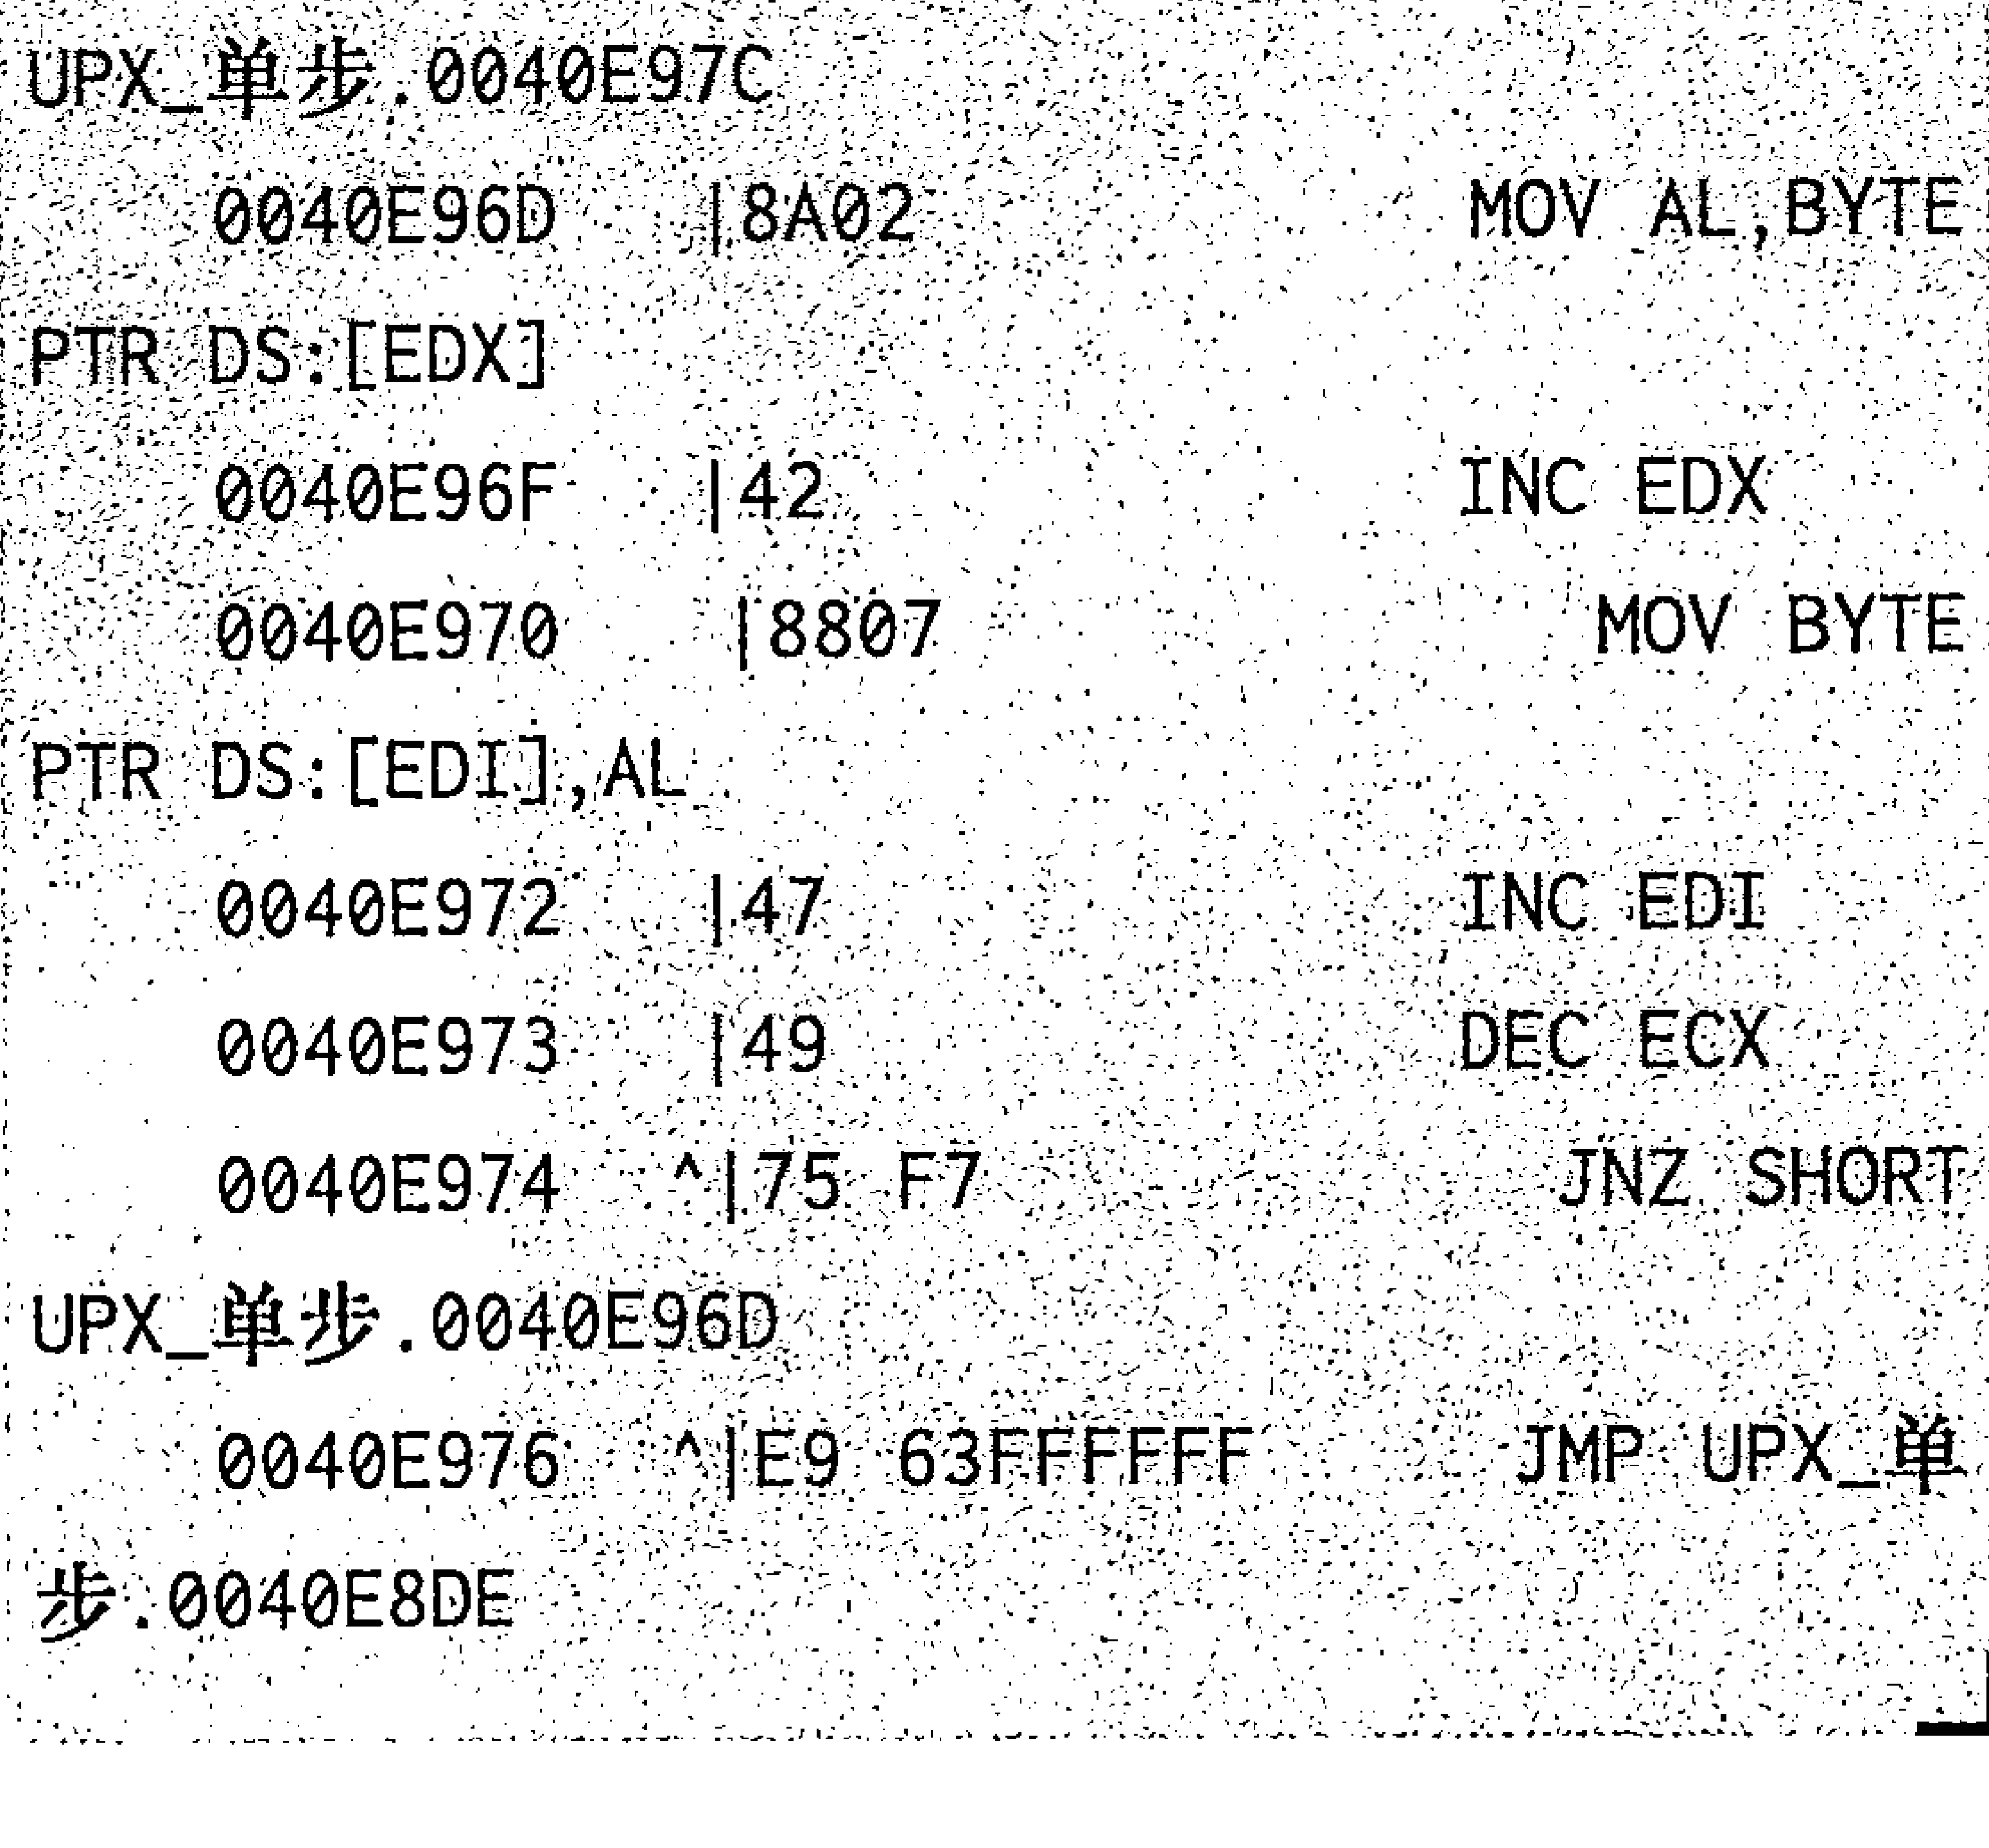 UPX_单步.0040E97C
0040E96D |8A02 MOV AL,BYTE
PTR DS:[EDX]
0040E96F |42 INC EDX
0040E970 |8807 MOV BYTE
PTR DS:[EDI],AL
0040E972 |47 INC EDI
0040E973 |49 DEC ECX
0040E974 ^|75 F7 JNZ SHORT
UPX_单步.0040E96D
0040E976 ^|E9 63FFFFFF JMP UPX_单
步.0040E8DE